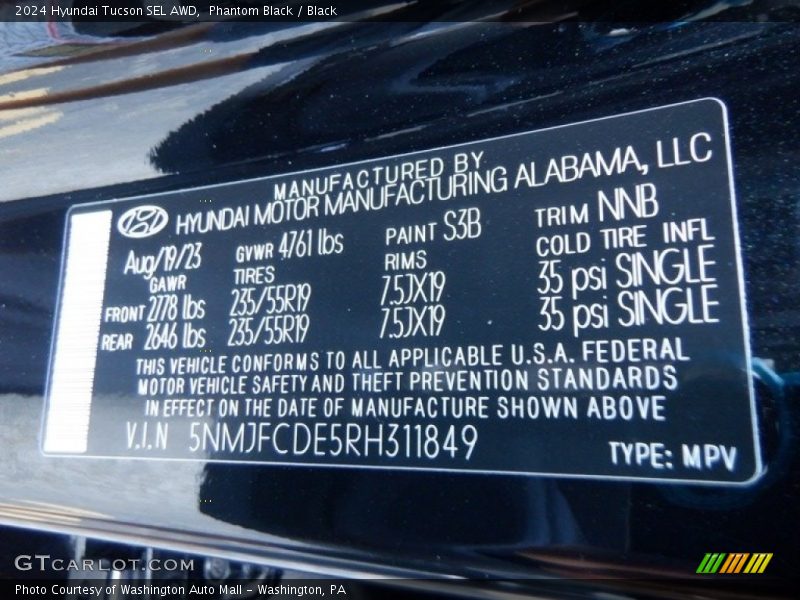 2024 Hyundai Tucson SEL AWD, Phantom Black / Black
MANUFACTURED BY
HYUNDAI MOTOR MANUFACTURING ALABAMA, LLC
Aug/19/23 GVWR 4761 lbs PAINT S3B TRIM NNB
GAWR TIRES RIMS COLD TIRE INFL
FRONT 2778 lbs 235/55R19 7.5JX19 35 psi SINGLE
REAR 2646 lbs 235/55R19 7.5JX19 35 psi SINGLE
THIS VEHICLE CONFORMS TO ALL APPLICABLE U.S.A. FEDERAL
MOTOR VEHICLE SAFETY AND THEFT PREVENTION STANDARDS
IN EFFECT ON THE DATE OF MANUFACTURE SHOWN ABOVE
V.I.N 5NMJFCDE5RH311849 TYPE: MPV
GTCARLOT.COM
Photo Courtesy of Washington Auto Mall - Washington, PA